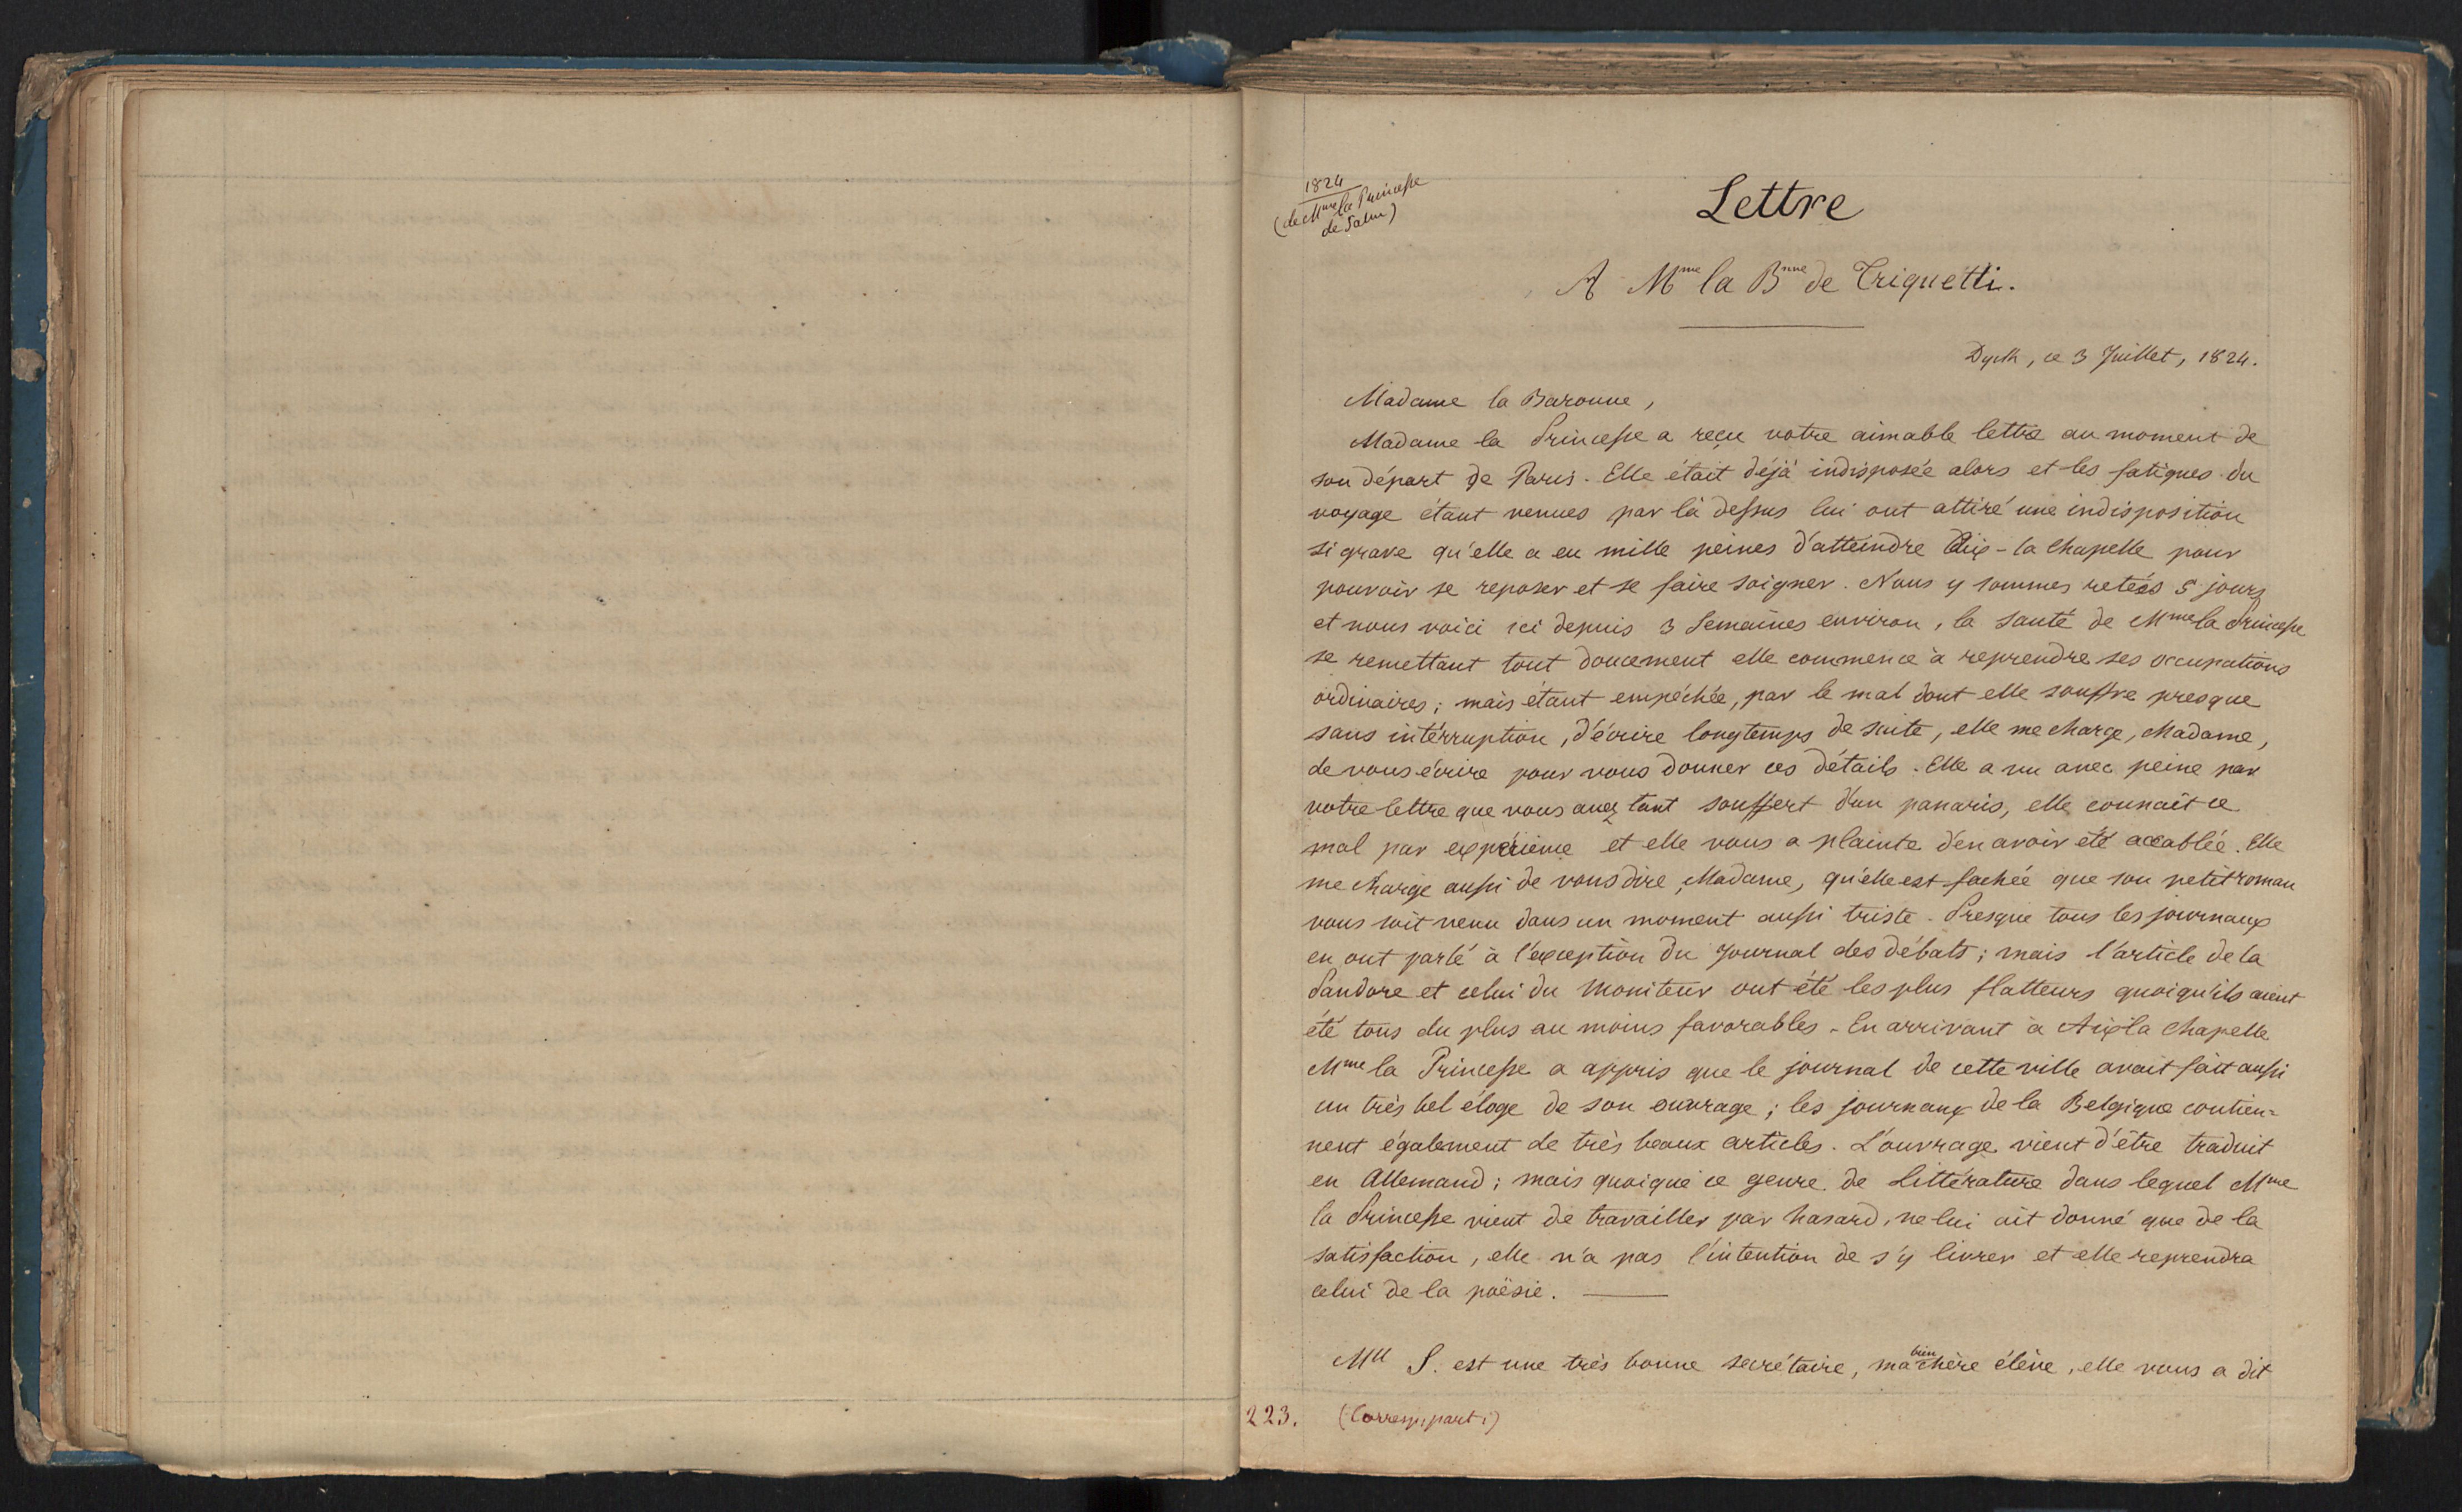 1824
(de Mme la Princesse
de Salm)
Lettre
A Mme la Bnne de Triquetti.
Dyck, ce 3 Juillet, 1824.
Madame la Baronne,
Madame la Princesse a reçu votre aimable lettre au moment de
son départ de Paris. Elle était déjà indisposée alors et les fatigues du
voyage étant venues par là dessus lui ont attiré une indisposition
si grave qu'elle a eu mille peines d'atteindre Aix-la Chapelle pour
pouvoir se reposer et se faire soigner. Nous y sommes restés 5 jours
et nous voici ici depuis 3 Semaines environ, la santé de Mme la Princesse
se remettant tout doucement elle commence à reprendre ses occupations
ordinaires; mais étant empéchée, par le mal dont elle souffre presque
sans intérruption, d'écrire longtemps de suite, elle me charge, Madame,
de vous écrire pour vous donner ces détails. Elle a vu avec peine par
votre lettre que vous avez tant souffert d'un panaris, elle connait ce
mal par expérience et elle vous a plainte d'en avoir été accablée. Elle
me charge aussi de vous dire, Madame, qu'elle est fachée que son petit roman
vous soit venu dans un moment aussi triste. Presque tous les journaux
en ont parlé à l'exception du Journal des débats; mais l'article de la
Pandore et celui du Moniteur ont été les plus flatteurs quoiqu'ils aient
été tous du plus au moins favorables. En arrivant à Aix la Chapelle
Mme la Princesse a appris que le journal de cette ville avait fait aussi
un très bel éloge de son ouvrage; les journaux de la Belgique contien=
nent également de très beaux articles. L'ouvrage vient d'être traduit
en Allemand; mais quoique ce genre de Littérature dans lequel Mme
la Princesse vient de travailler par hasard, ne lui ait donné que de la
satisfaction, elle n'a pas l'intention de s'y livrer et elle reprendra
celui de la poësie.
Mll S. est une très bonne secrétaire, ma bien chère élève, elle vous a dit
223. (Corresp. part:)